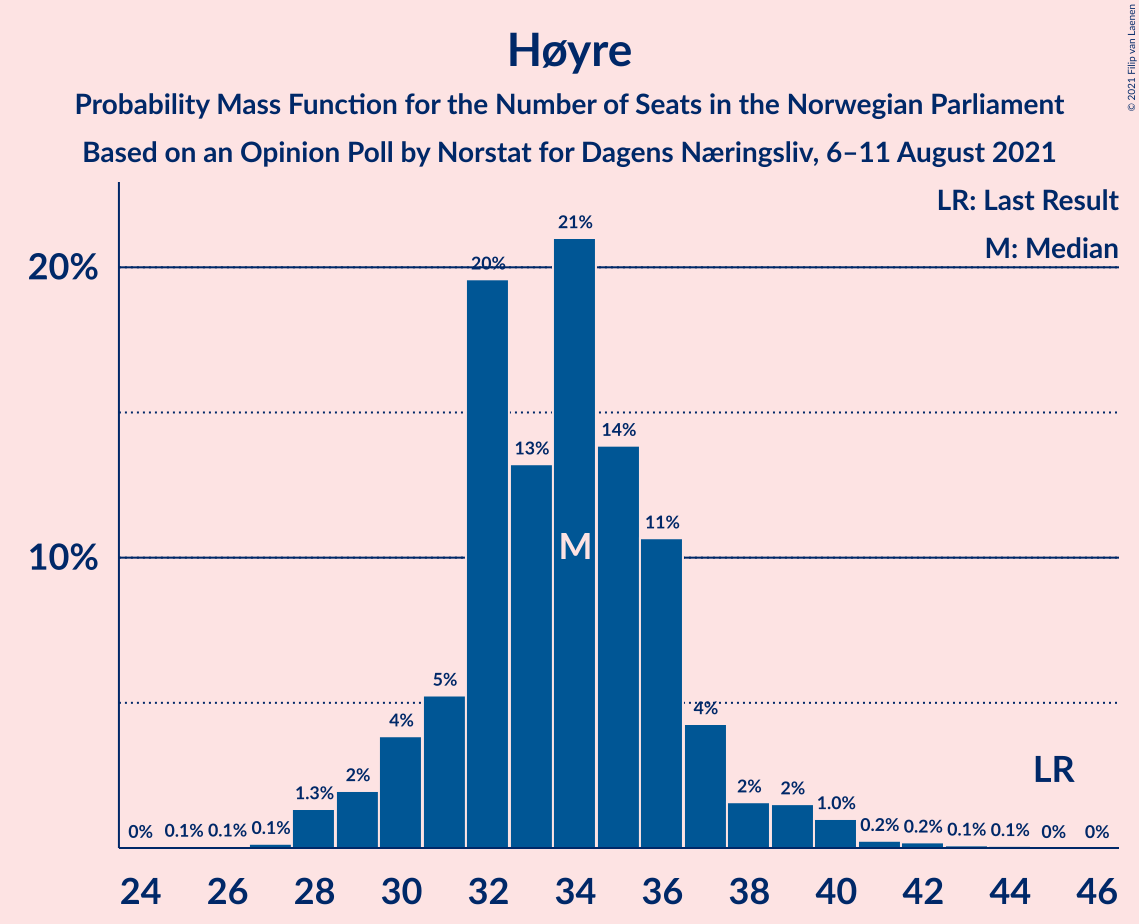 Høyre
Probability Mass Function for the Number of Seats in the Norwegian Parliament
Based on an Opinion Poll by Norstat for Dagens Næringsliv, 6–11 August 2021
© 2021 Filip van Laenen
LR: Last Result
M: Median
20%
10%
0% 0.1% 0.1% 0.1% 1.3% 2% 4% 5% 20% 13% 21% 14% 11% 4% 2% 2% 1.0% 0.2% 0.2% 0.1% 0.1% 0% 0%
M
LR
24 26 28 30 32 34 36 38 40 42 44 46